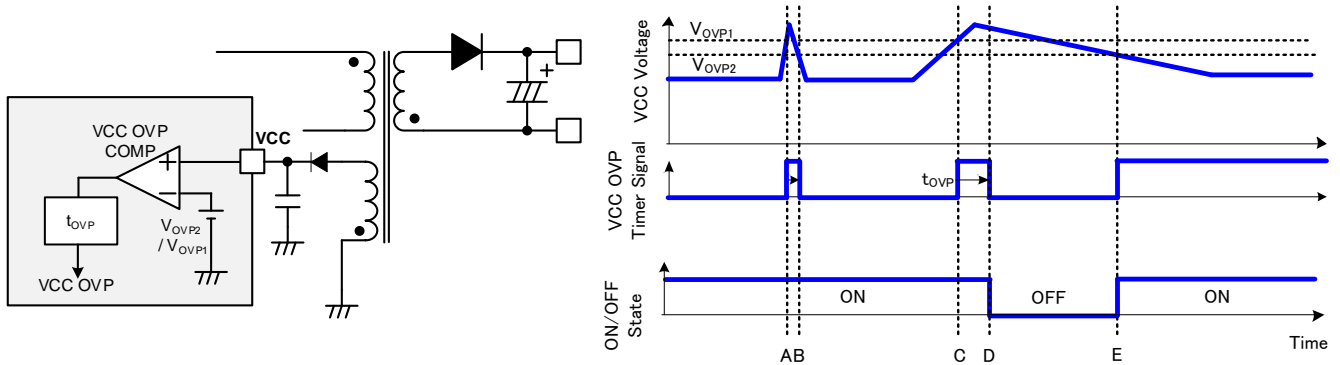 VCC OVP
COMP
VCC
+
−
tOVP
VOVP2
/ VOVP1
VCC OVP
+
VCC Voltage
VOVP1
VOVP2
VCC OVP
Timer Signal
tOVP
ON/OFF
State
ON
OFF
ON
Time
A B C D E